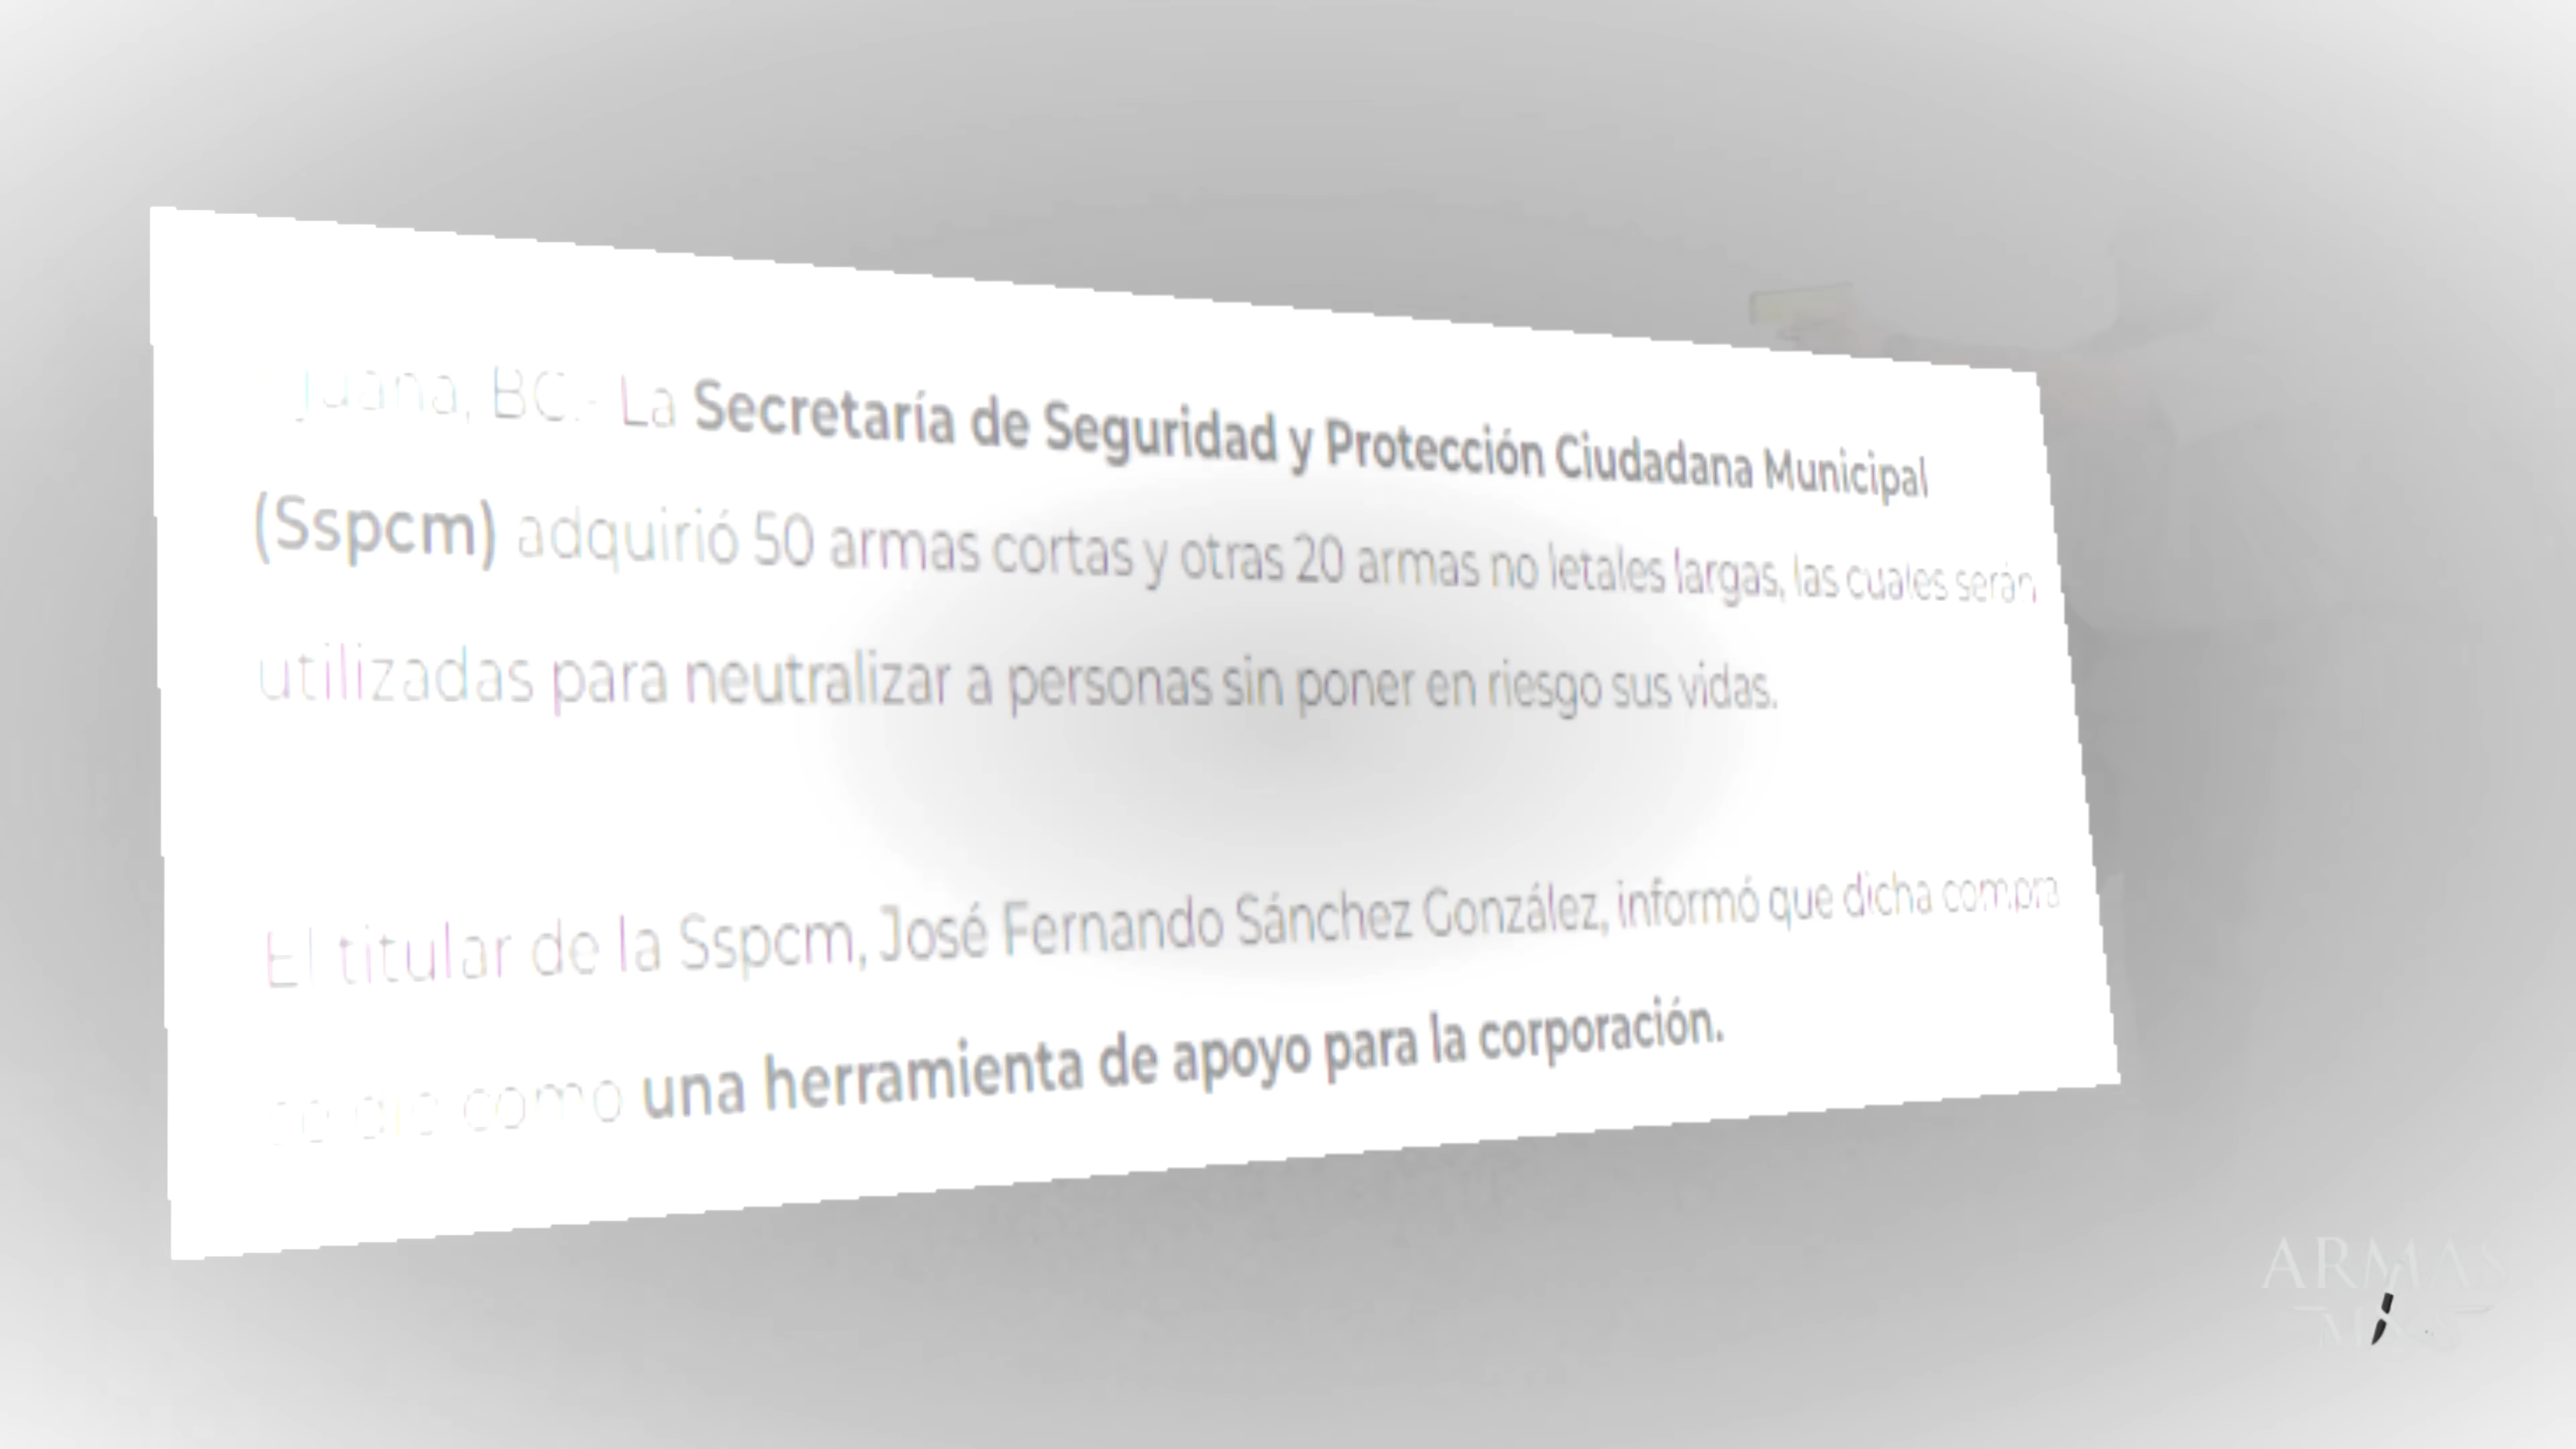 BC.- La Secretaría de Seguridad y Protección Ciudadana Municipal
(Sspcm) adquirió 50 armas cortas y otras 20 armas no letales largas, las cuales serán
utilizadas para neutralizar a personas sin poner en riesgo sus vidas.
El titular de la Sspcm, José Fernando Sánchez González, informó que dicha compra
como una herramienta de apoyo para la corporación.
ARMAS